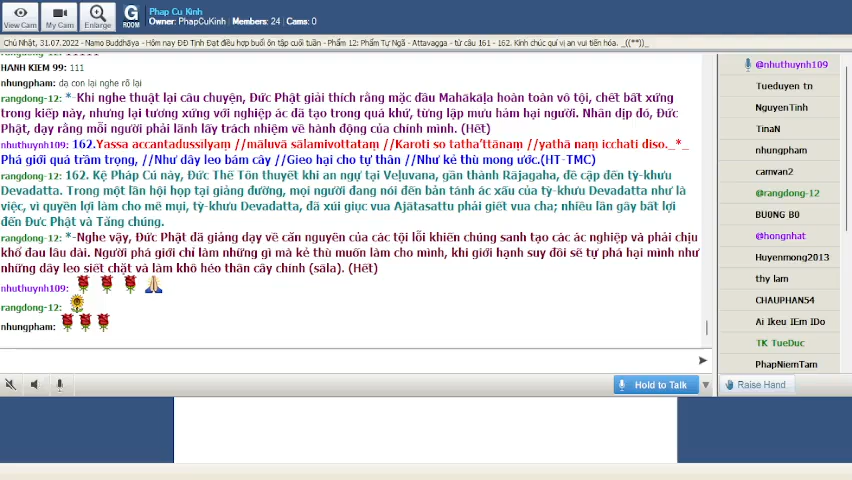 View Cam
My Cam
Enlarge
G
ROOM
Phap Cu Kinh
Owner: PhapCuKinh | Members: 24 | Cams: 0
Chủ Nhật, 31.07.2022 - Namo Buddhāya - Hôm nay ĐĐ Tịnh Đạt điều hợp buổi ôn tập cuối tuần - Phẩm 12: Phẩm Tự Ngã - Attavagga - từ câu 161 - 162. Kính chúc quí vị an vui tiến hóa. _((**))_
HANH KIEM 99: 111
nhungpham: dạ con lại nghe rõ lại
rangdong-12: *-Khi nghe thuật lại câu chuyện, Đức Phật giải thích rằng mặc dầu Mahākāḷa hoàn toàn vô tội, chết bất xứng
trong kiếp này, nhưng lại tương xứng với nghiệp ác đã tạo trong quá khứ, từng lập mưu hãm hại người. Nhân dịp đó, Đức
Phật, dạy rằng mỗi người phải lãnh lấy trách nhiệm về hành động của chính mình. (Hết)
nhuthuynh109: 162.Yassa accantadussīlyaṃ //māluvā sālamivottataṃ //Karoti so tatha'ttānaṃ //yathā naṃ icchati diso._*_
Phá giới quả trầm trọng, //Như dây leo bám cây //Gieo hại cho tự thân //Như kẻ thù mong ước.(HT-TMC)
rangdong-12: 162. Kệ Pháp Cú này, Đức Thế Tôn thuyết khi an ngự tại Veḷuvana, gần thành Rājagaha, đề cập đến tỳ-khưu
Devadatta. Trong một lần hội họp tại giảng đường, mọi người đang nói đến bản tánh ác xấu của tỳ-khưu Devadatta như là
việc, vì quyền lợi làm cho mê mụi, tỳ-khưu Devadatta, đã xúi giục vua Ajātasattu phải giết vua cha; nhiều lần gây bất lợi
đến Đưc Phật và Tăng chúng.
rangdong-12: *-Nghe vậy, Đức Phật đã giảng dạy về căn nguyên của các tội lỗi khiến chúng sanh tạo các ác nghiệp và phải chịu
khổ đau lâu dài. Người phá giới chỉ làm những gì mà kẻ thù muốn làm cho mình, khi giới hạnh suy đồi sẽ tự phá hại mình như
những dây leo siết chặt và làm khô héo thân cây chính (sāla). (Hết)
nhuthuynh109:
rangdong-12:
nhungpham:
Hold to Talk
@nhuthuynh109
Tueduyen tn
NguyenTinh
TinaN
nhungpham
camvan2
@rangdong-12
BU0NG B0
@hongnhat
Huyenmong2013
thy lam
CHAUPHAN54
Ai Ikeu IEm IDo
TK TueDuc
PhapNiemTam
Raise Hand